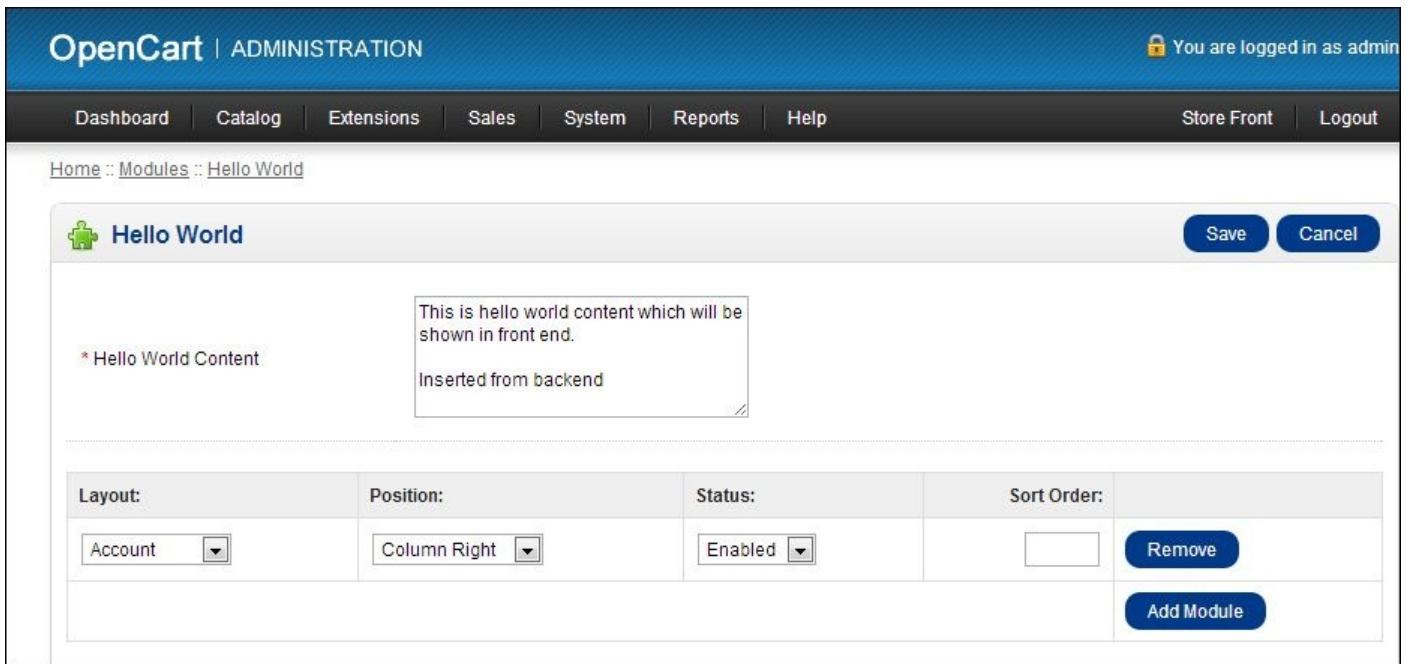 OpenCart | ADMINISTRATION You are logged in as admin
Dashboard Catalog Extensions Sales System Reports Help Store Front Logout
Home :: Modules :: Hello World
Hello World Save Cancel
* Hello World Content
This is hello world content which will be
shown in front end.
Inserted from backend
Layout: Position: Status: Sort Order:
Account Column Right Enabled Remove
Add Module